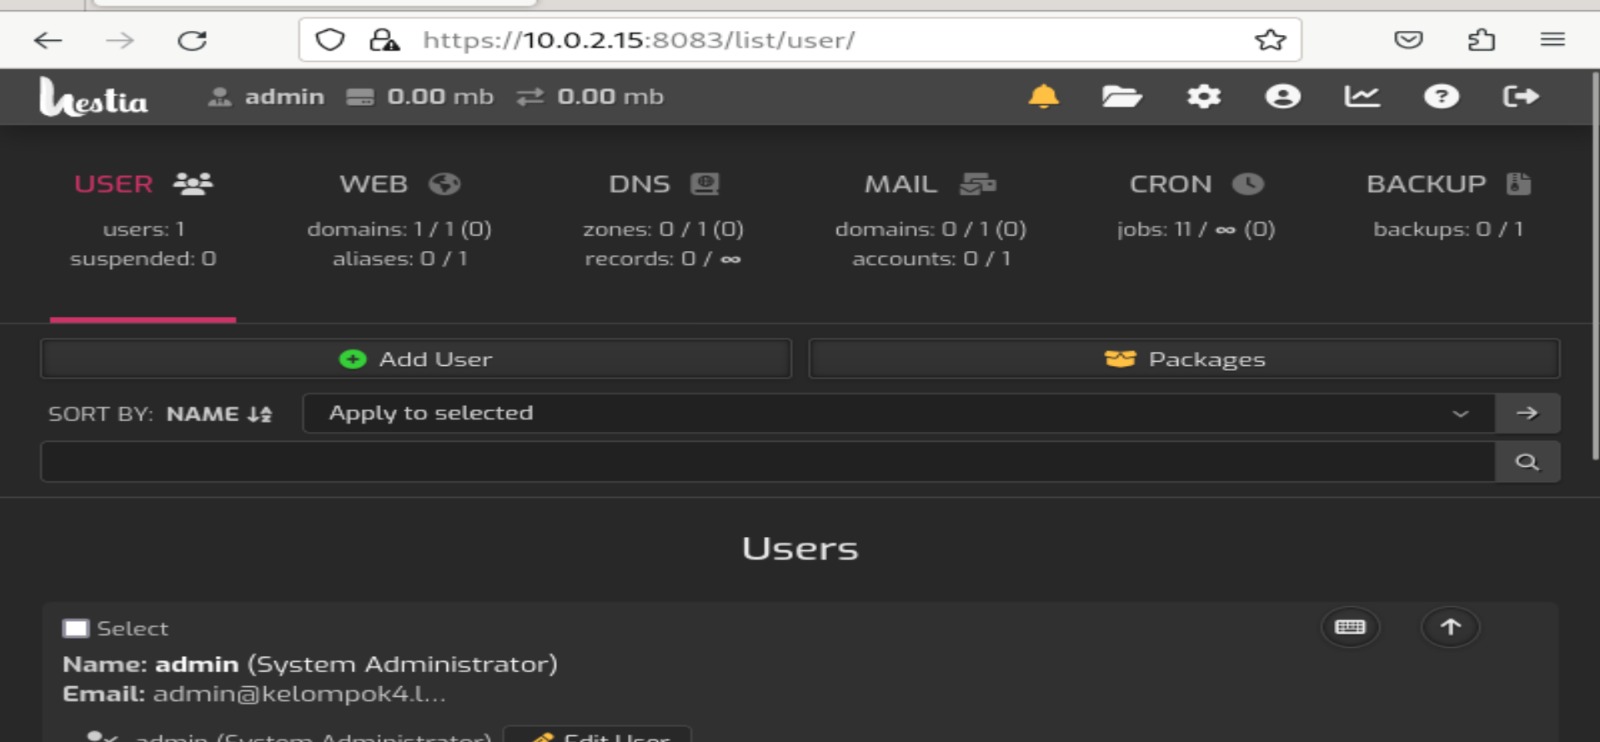 https://10.0.2.15:8083/list/user/
Hestia admin 0.00 mb 0.00 mb
USER WEB DNS MAIL CRON BACKUP
users: 1 domains: 1 / 1 (0) zones: 0 / 1 (0) domains: 0 / 1 (0) jobs: 11 / ∞ (0) backups: 0 / 1
suspended: 0 aliases: 0 / 1 records: 0 / ∞ accounts: 0 / 1
Add User Packages
SORT BY: NAME Apply to selected
Users
Select
Name: admin (System Administrator)
Email: admin@kelompok4.l...
admin (System Administrator) Edit User